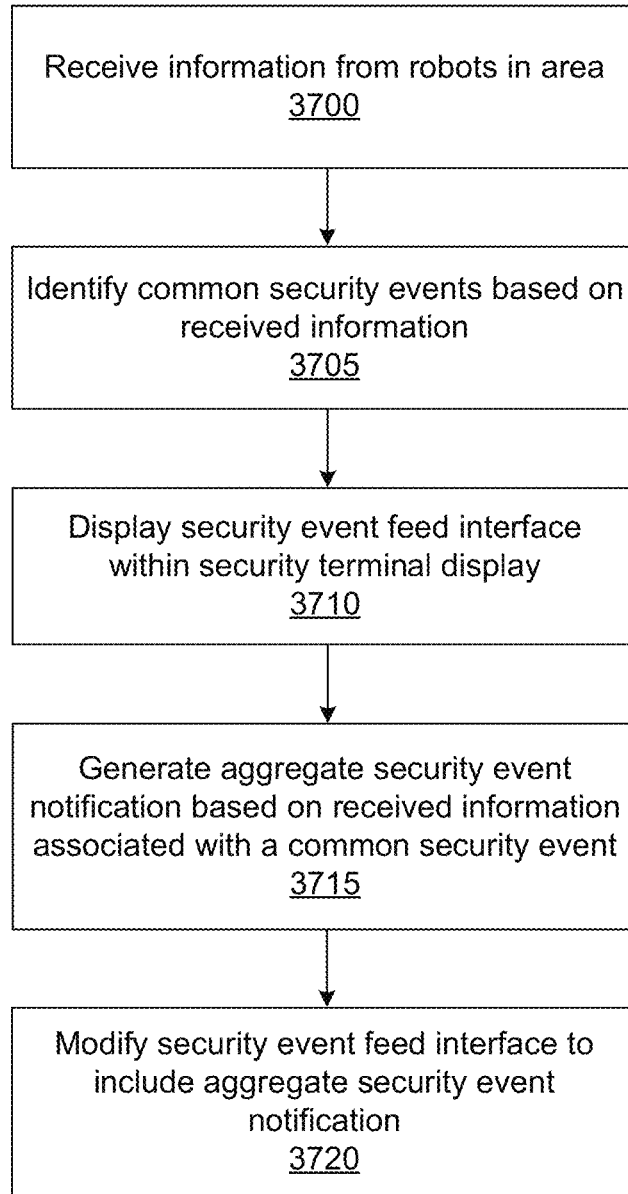 Receive information from robots in area
3700
Identify common security events based on
received information
3705
Display security event feed interface
within security terminal display
3710
Generate aggregate security event
notification based on received information
associated with a common security event
3715
Modify security event feed interface to
include aggregate security event
notification
3720